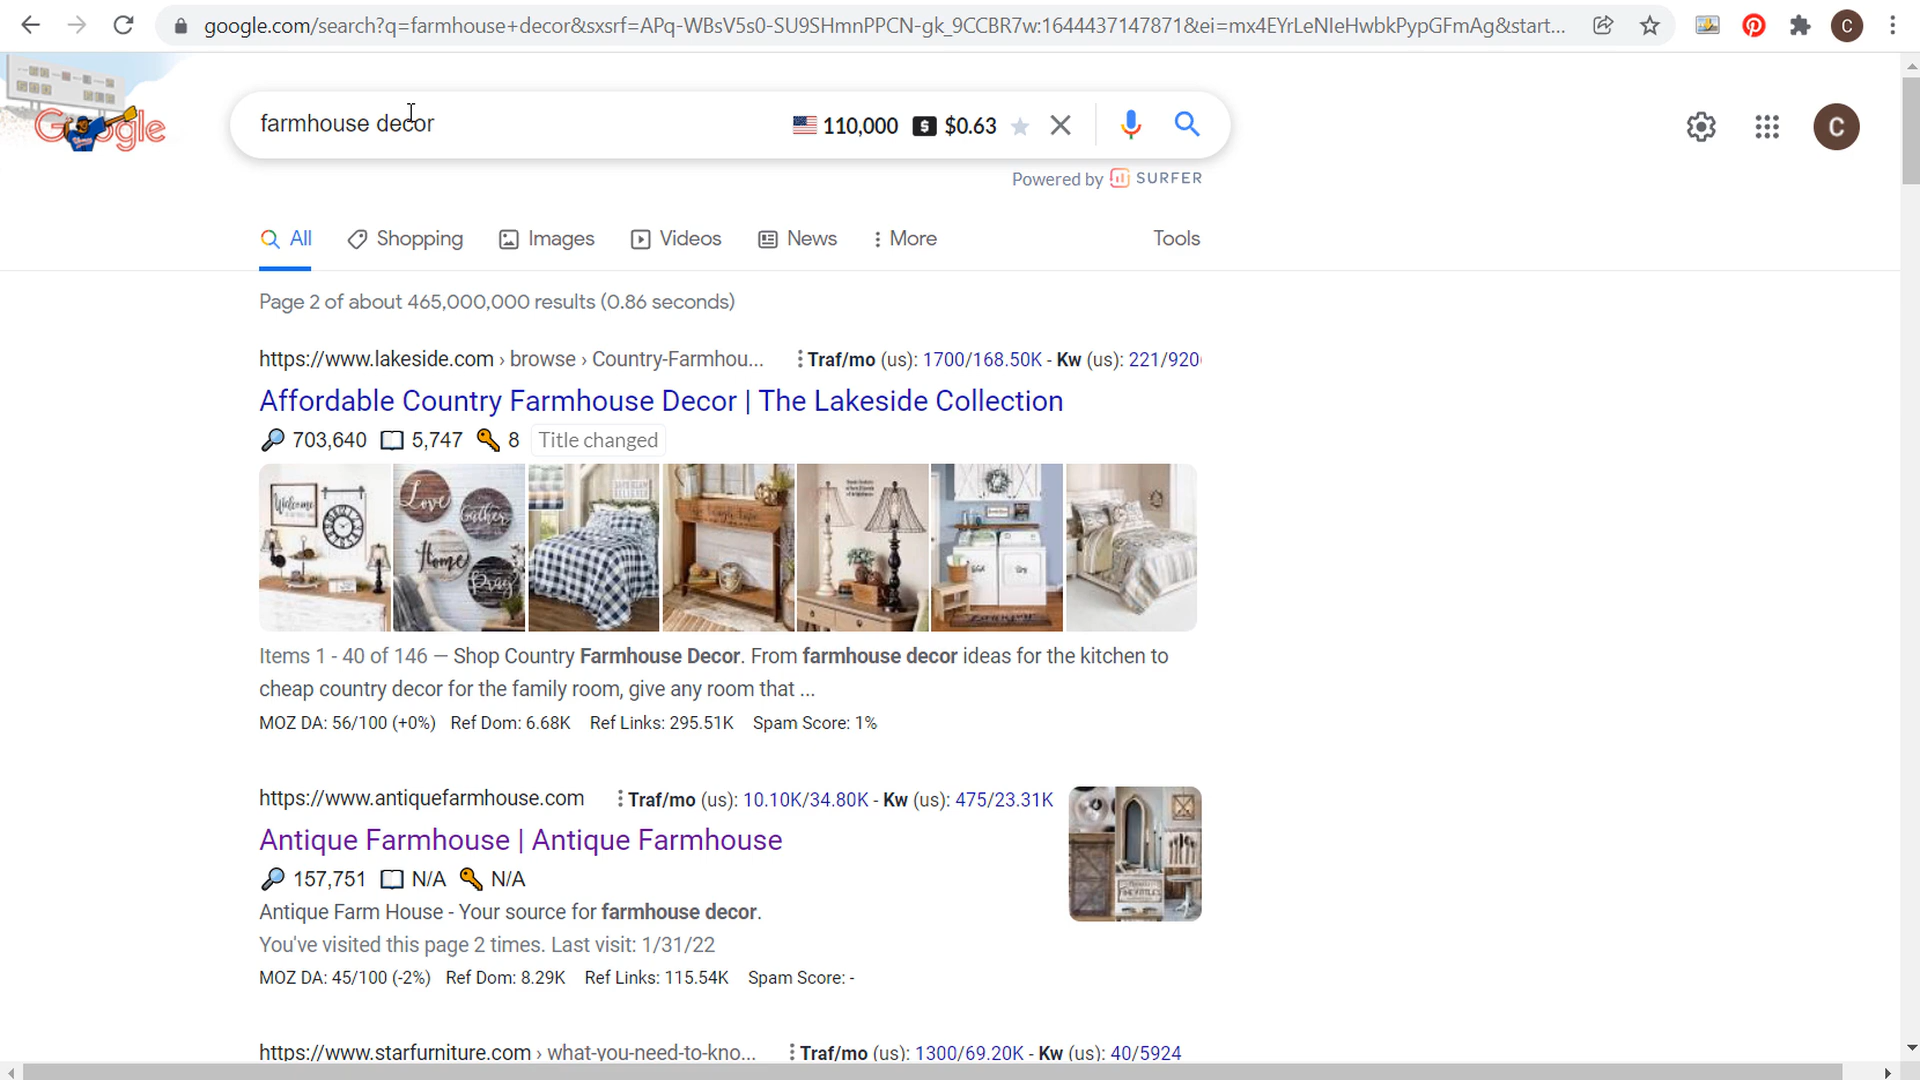 google.com/search?q=farmhouse+decor&sxsrf=APq-WBsV5s0-SU9SHmnPPCN-gk_9CCBR7w:1644437147871&ei=mx4EYrLeNIeHwbkPypGFmAg&start...
C
Google
farmhouse decor 110,000 $0.63
C
Powered by SURFER
All Shopping Images Videos News More Tools
Page 2 of about 465,000,000 results (0.86 seconds)
https://www.lakeside.com › browse › Country-Farmhou... Traf/mo (us): 1700/168.50K - Kw (us): 221/920
Affordable Country Farmhouse Decor | The Lakeside Collection
703,640 5,747 8 Title changed
Welcome
Love
Gather
Home
Pray
Items 1 - 40 of 146 — Shop Country Farmhouse Decor. From farmhouse decor ideas for the kitchen to
cheap country decor for the family room, give any room that ...
MOZ DA: 56/100 (+0%) Ref Dom: 6.68K Ref Links: 295.51K Spam Score: 1%
https://www.antiquefarmhouse.com Traf/mo (us): 10.10K/34.80K - Kw (us): 475/23.31K
Antique Farmhouse | Antique Farmhouse
157,751 N/A N/A
Antique Farm House - Your source for farmhouse decor.
You've visited this page 2 times. Last visit: 1/31/22
MOZ DA: 45/100 (-2%) Ref Dom: 8.29K Ref Links: 115.54K Spam Score: -
https://www.starfurniture.com › what-you-need-to-kno... Traf/mo (us): 1300/69.20K - Kw (us): 40/5924